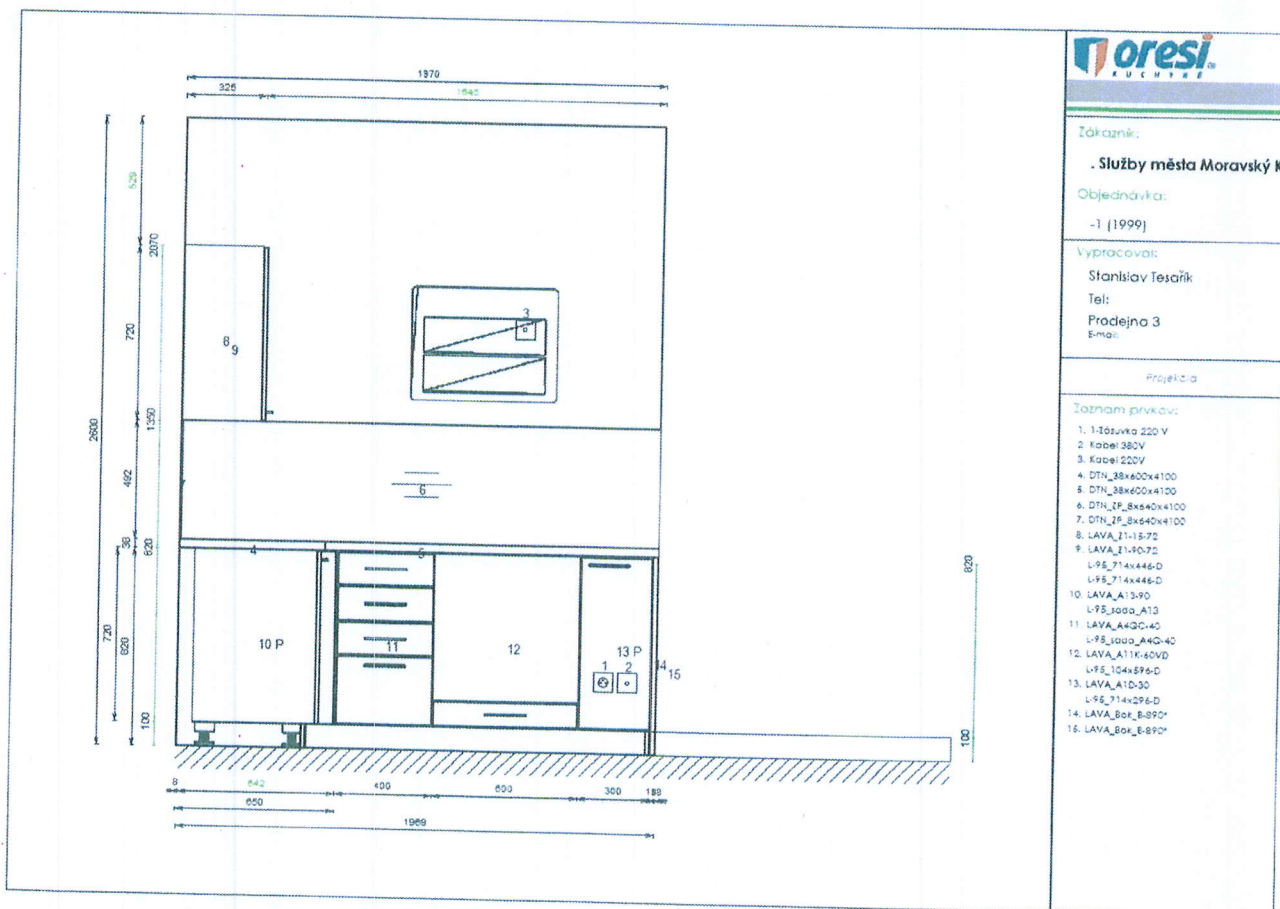 1970
325
1645
529
2070
720
8
9
3
2600
1350
492
6
38
820
4
5
820
720
820
10 P
11
12
13 P
1
2
14
15
100
100
8
642
400
600
300
650
1969
oresi
KUCHYNĚ
Zákazník:
. Služby města Moravský K
Objednávka:
-1 (1999)
Vypracoval:
Stanislav Tesařík
Tel:
Prodejna 3
E-mail:
Projekcia
Zoznam prvkov:
1. 1-Zásuvka 220 V
2. Kabel 380V
3. Kabel 220V
4. DTN_38x600x4100
5. DTN_38x600x4100
6. DTN_ZP_8x640x4100
7. DTN_ZP_8x640x4100
8. LAVA_Z1-15-72
9. LAVA_Z1-90-72
L-95_714x446-D
L-95_714x446-D
10. LAVA_A13-90
L-95_sada_A13
11. LAVA_A4GC-40
L-95_sada_A4G-40
12. LAVA_A11K-60VD
L-95_104x596-D
13. LAVA_A1D-30
L-95_714x296-D
14. LAVA_Bok_B-890*
15. LAVA_Bok_B-890*